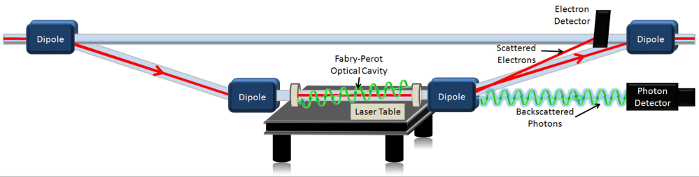 Electron
Detector
Dipole
Dipole
Scattered
Electrons
Fabry-Perot
Optical Cavity
Dipole
Dipole
Laser Table
Photon
Detector
Backscattered
Photons